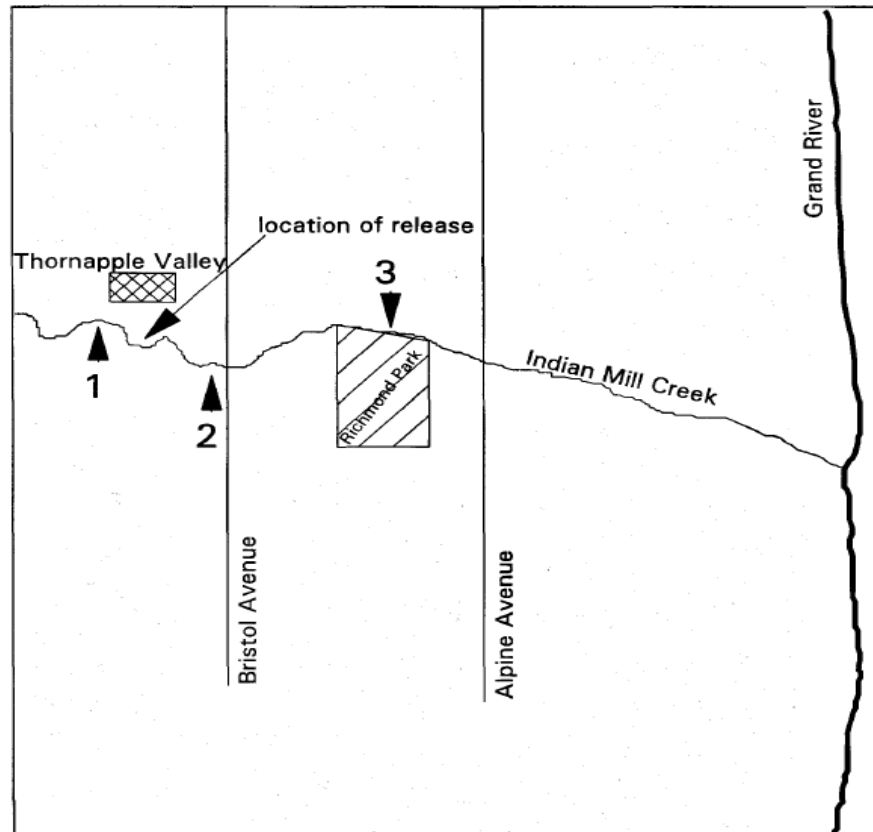 Grand River
location of release
Thornapple Valley
3
1
2
Richmond Park
Indian Mill Creek
Bristol Avenue
Alpine Avenue